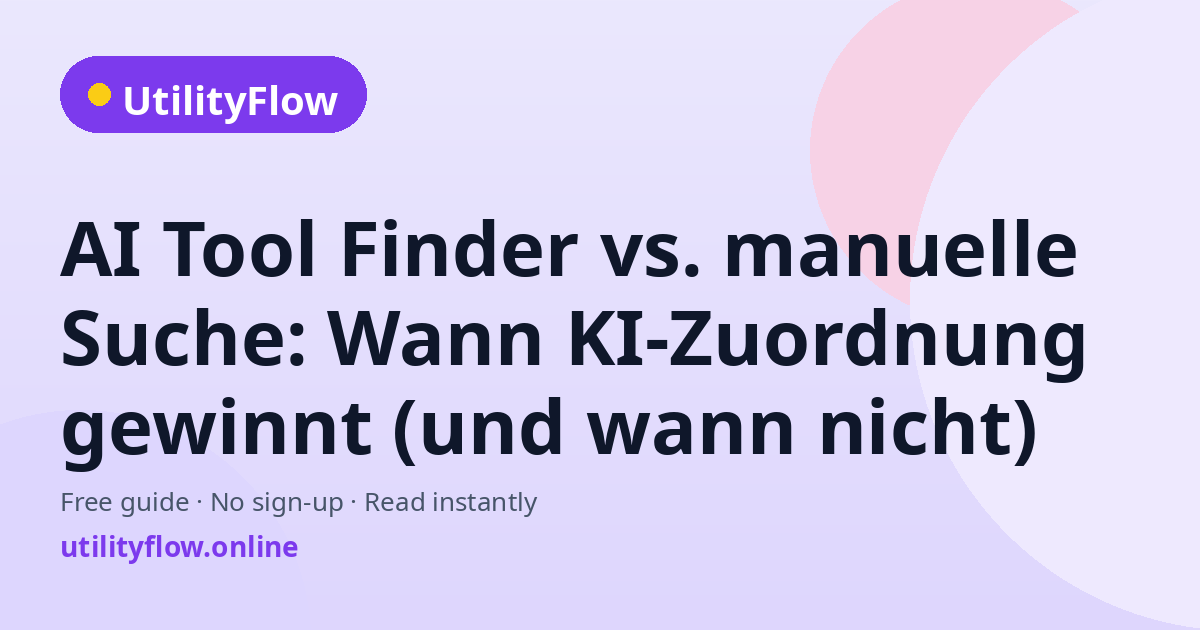 UtilityFlow
AI Tool Finder vs. manuelle
Suche: Wann KI-Zuordnung
gewinnt (und wann nicht)
Free guide · No sign-up · Read instantly
utilityflow.online